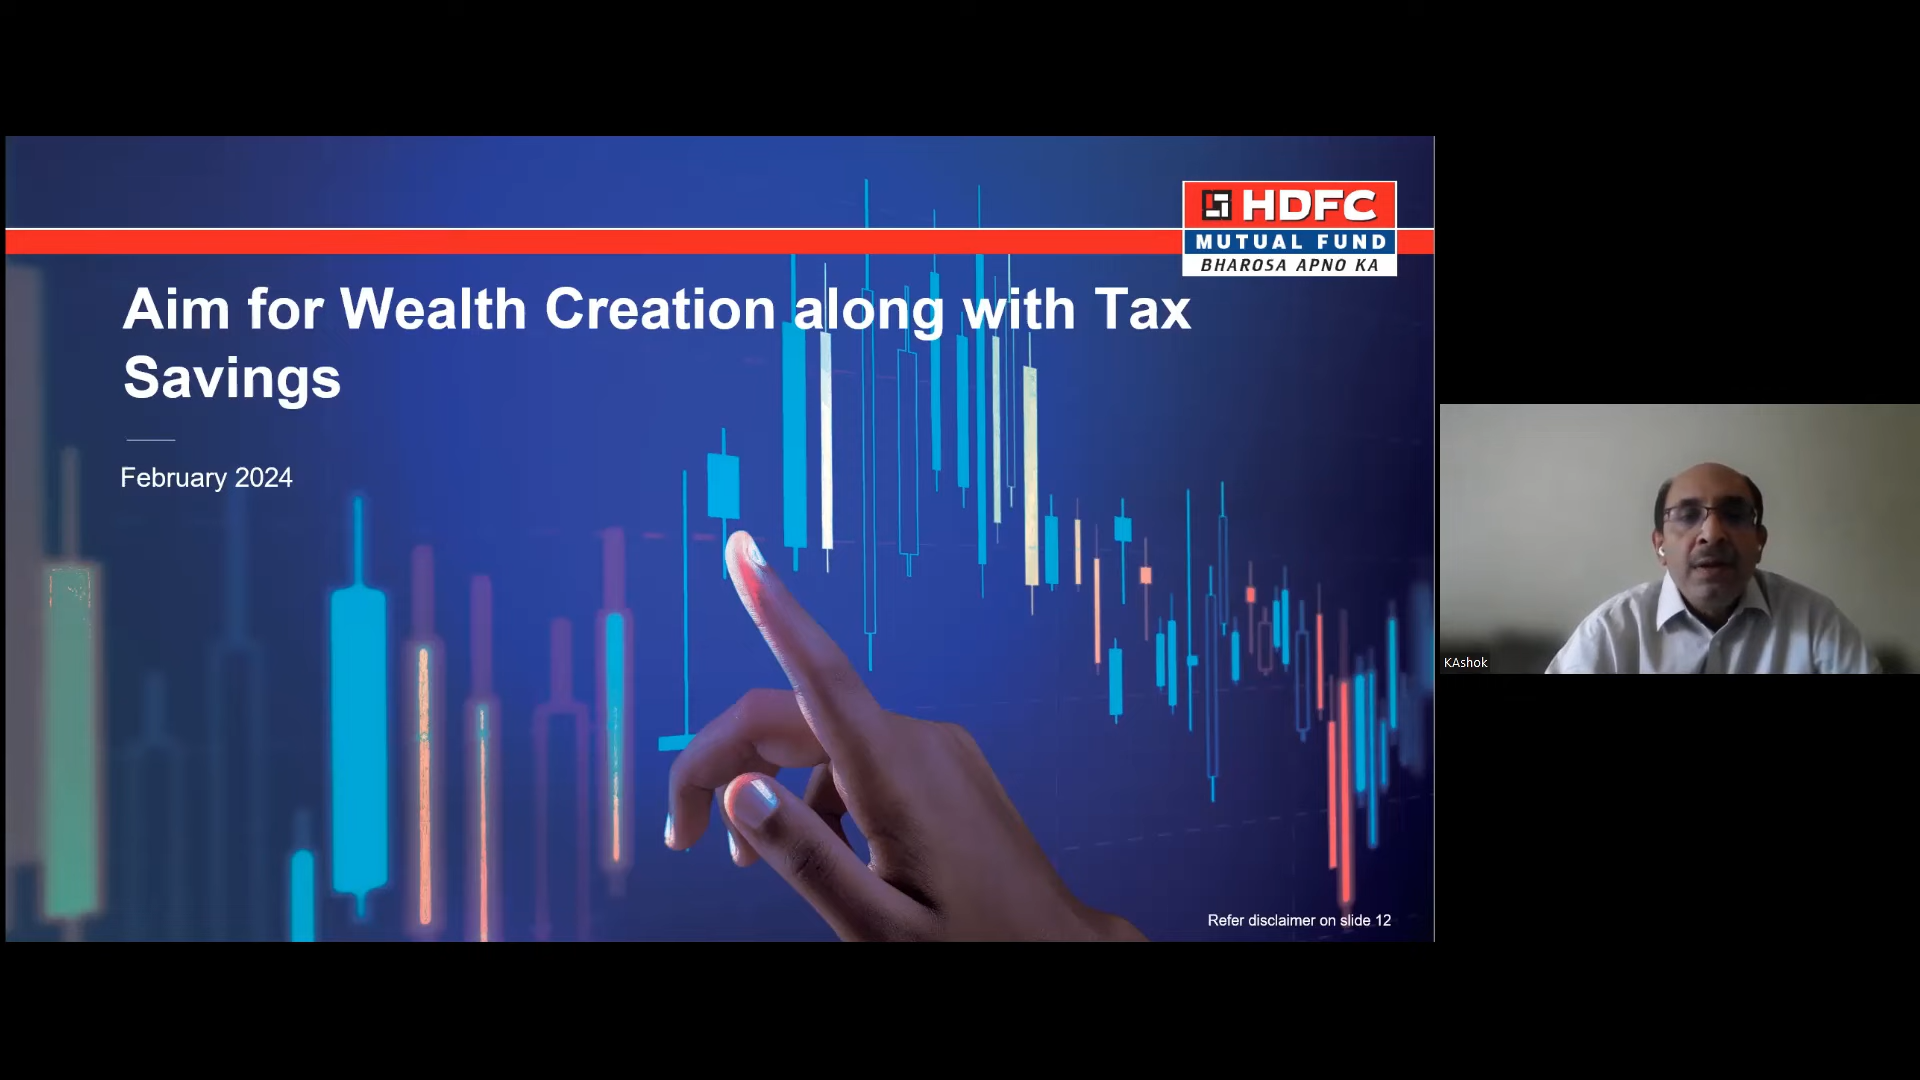 HDFC
MUTUAL FUND
BHAROSA APNO KA
Aim for Wealth Creation along with Tax
Savings
February 2024
Refer disclaimer on slide 12
KAshok